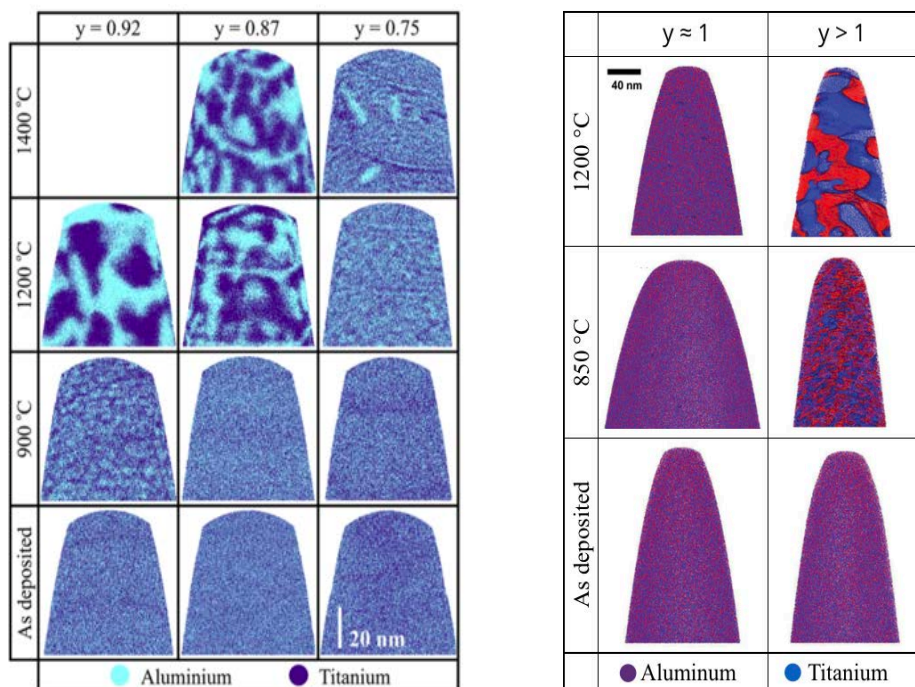 y = 0.92 y = 0.87 y = 0.75
1400 °C
1200 °C
900 °C
As deposited
20 nm
Aluminium Titanium
y ≈ 1 y > 1
40 nm
1200 °C
850 °C
As deposited
Aluminum Titanium